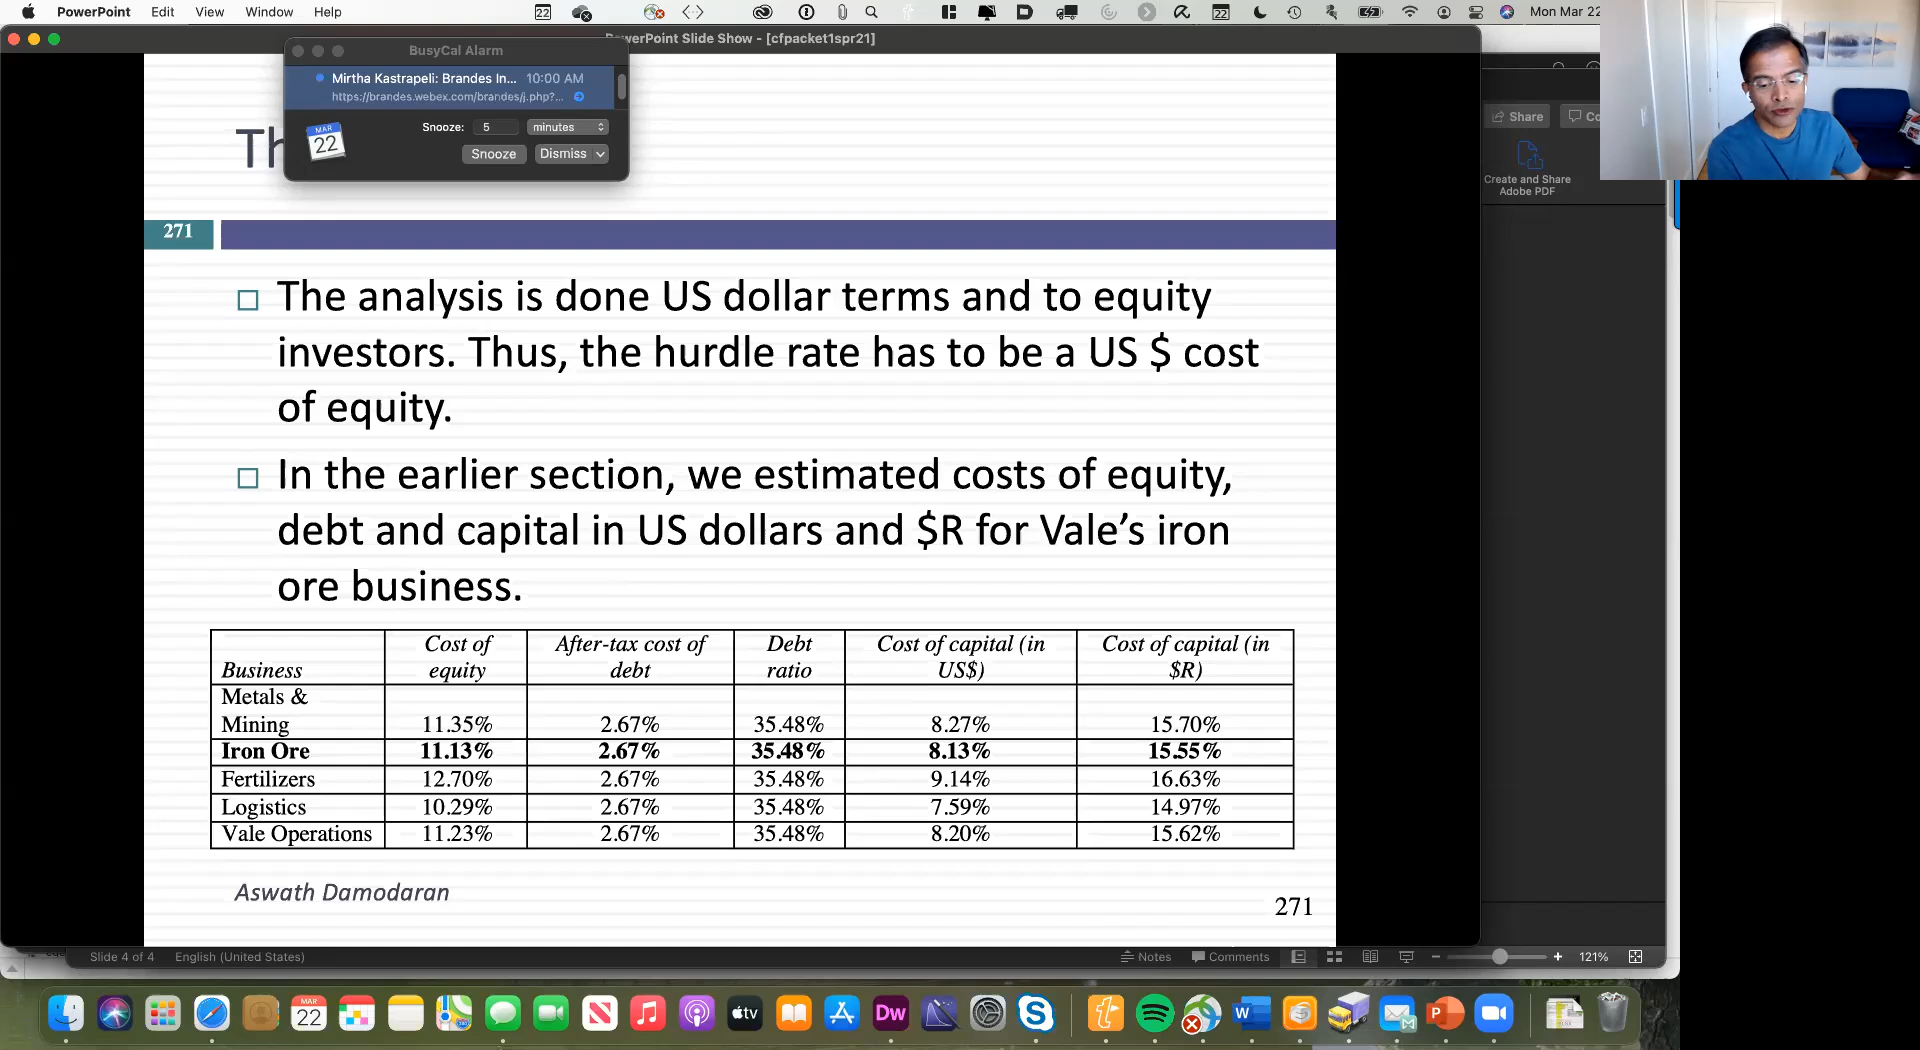 PowerPoint Edit View Window Help
22
22
Mon Mar 22
PowerPoint Slide Show - [cfpacket1spr21]
BusyCal Alarm
Mirtha Kastrapeli: Brandes In... 10:00 AM
https://brandes.webex.com/brandes/j.php?...
MAR
22
Snooze: 5 minutes
Snooze Dismiss
Share
Create and Share
Adobe PDF
271
The analysis is done US dollar terms and to equity
investors. Thus, the hurdle rate has to be a US $ cost
of equity.
In the earlier section, we estimated costs of equity,
debt and capital in US dollars and $R for Vale’s iron
ore business.
Business Cost of equity After-tax cost of debt Debt ratio Cost of capital (in US$) Cost of capital (in $R)
Metals & Mining 11.35% 2.67% 35.48% 8.27% 15.70%
Iron Ore 11.13% 2.67% 35.48% 8.13% 15.55%
Fertilizers 12.70% 2.67% 35.48% 9.14% 16.63%
Logistics 10.29% 2.67% 35.48% 7.59% 14.97%
Vale Operations 11.23% 2.67% 35.48% 8.20% 15.62%
Aswath Damodaran
271
Slide 4 of 4 English (United States)
Notes Comments 121%
MAR
22
tv
Dw
S
W
P